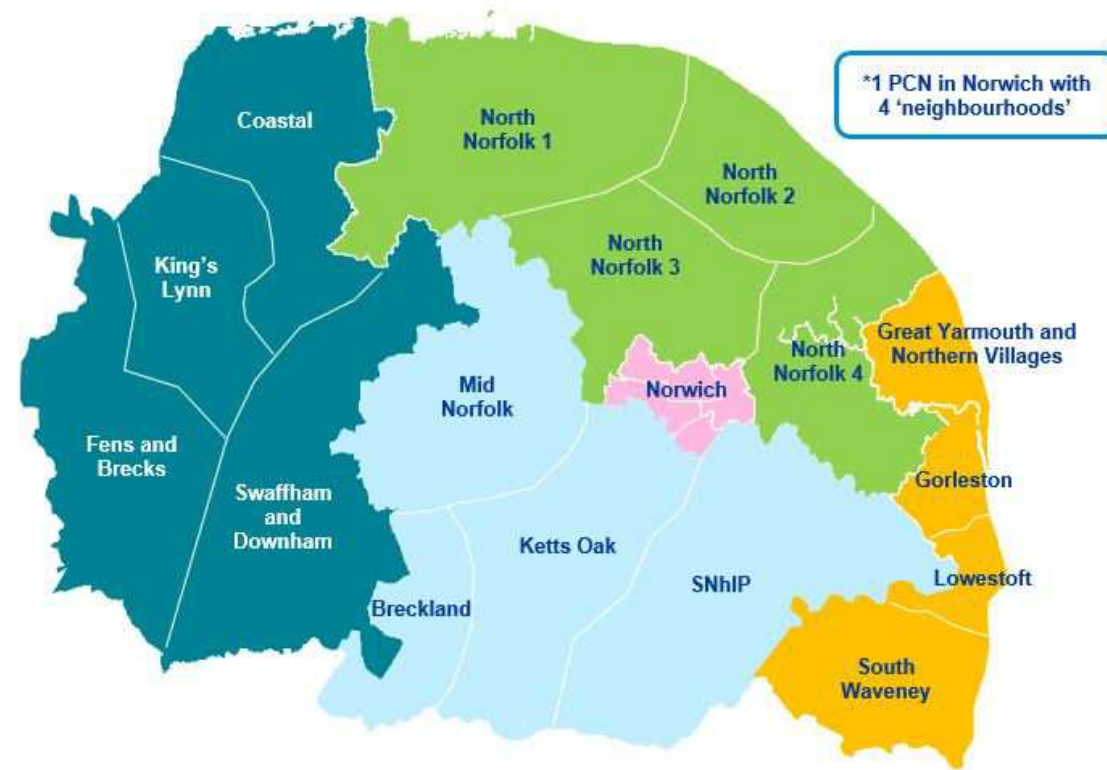 *1 PCN in Norwich with
4 ‘neighbourhoods’
Coastal
North
Norfolk 1
North
Norfolk 2
North
Norfolk 3
King’s
Lynn
Great Yarmouth and
Northern Villages
North
Norfolk 4
Mid
Norfolk
Norwich
Fens and
Brecks
Gorleston
Swaffham
and
Downham
Ketts Oak
SNhIP
Lowestoft
Breckland
South
Waveney